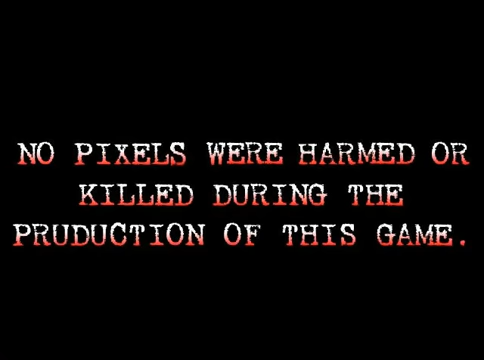 NO PIXELS WERE HARMED OR
KILLED DURING THE
PRUDUCTION OF THIS GAME.